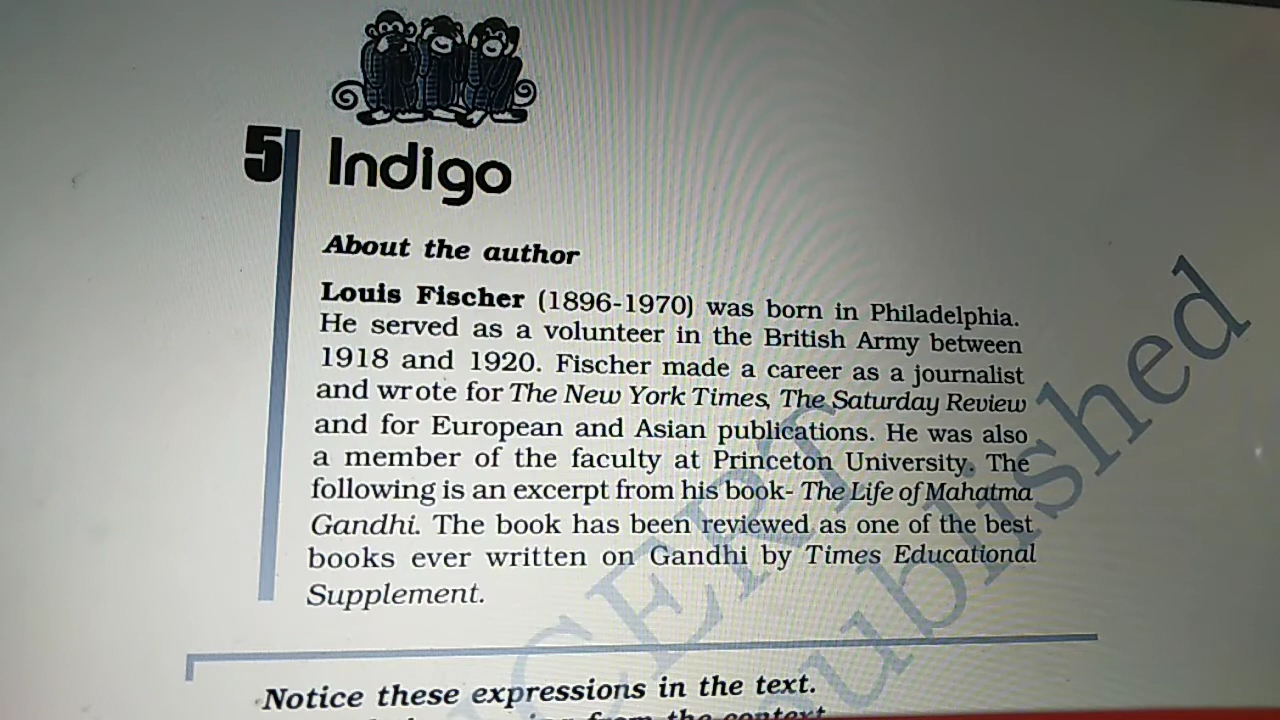 5 Indigo
About the author
Louis Fischer (1896-1970) was born in Philadelphia.
He served as a volunteer in the British Army between
1918 and 1920. Fischer made a career as a journalist
and wrote for The New York Times, The Saturday Review
and for European and Asian publications. He was also
a member of the faculty at Princeton University. The
following is an excerpt from his book- The Life of Mahatma
Gandhi. The book has been reviewed as one of the best
books ever written on Gandhi by Times Educational
Supplement.
Notice these expressions in the text.
from the context